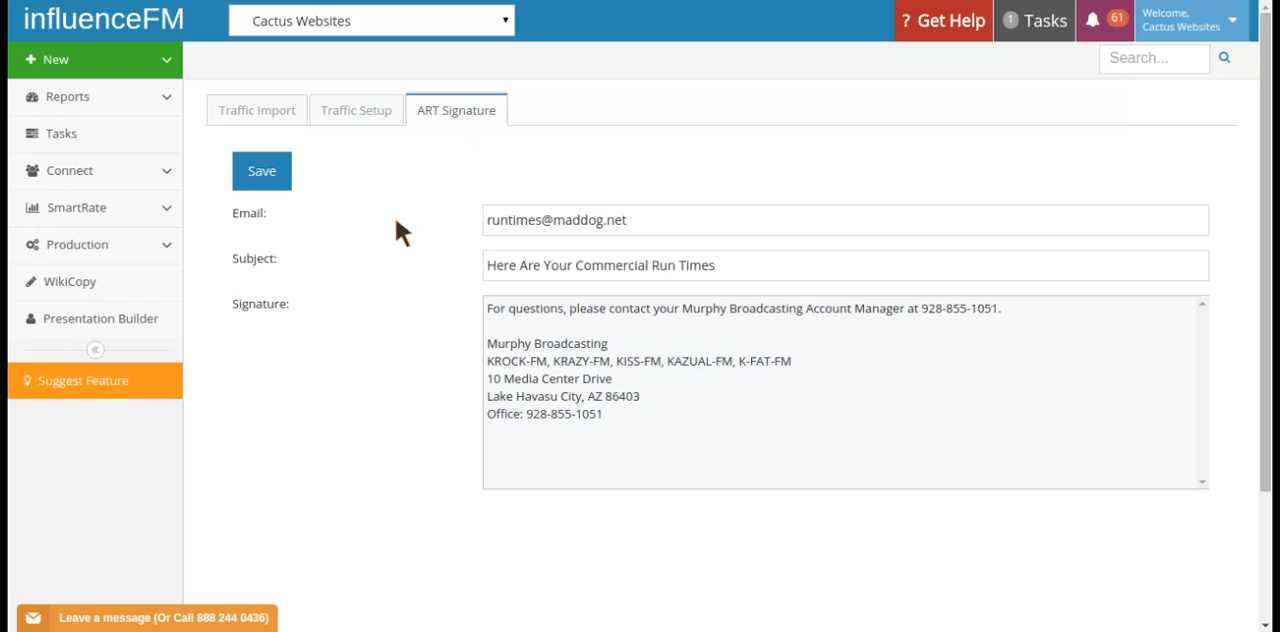 influenceFM
Cactus Websites
? Get Help
1 Tasks
61
Welcome,
Cactus Websites
New
Search...
Reports
Tasks
Connect
SmartRate
Production
WikiCopy
Presentation Builder
Suggest Feature
Traffic Import
Traffic Setup
ART Signature
Save
Email:
runtimes@maddog.net
Subject:
Here Are Your Commercial Run Times
Signature:
For questions, please contact your Murphy Broadcasting Account Manager at 928-855-1051.
Murphy Broadcasting
KROCK-FM, KRAZY-FM, KISS-FM, KAZUAL-FM, K-FAT-FM
10 Media Center Drive
Lake Havasu City, AZ 86403
Office: 928-855-1051
Leave a message (Or Call 888 244 0436)